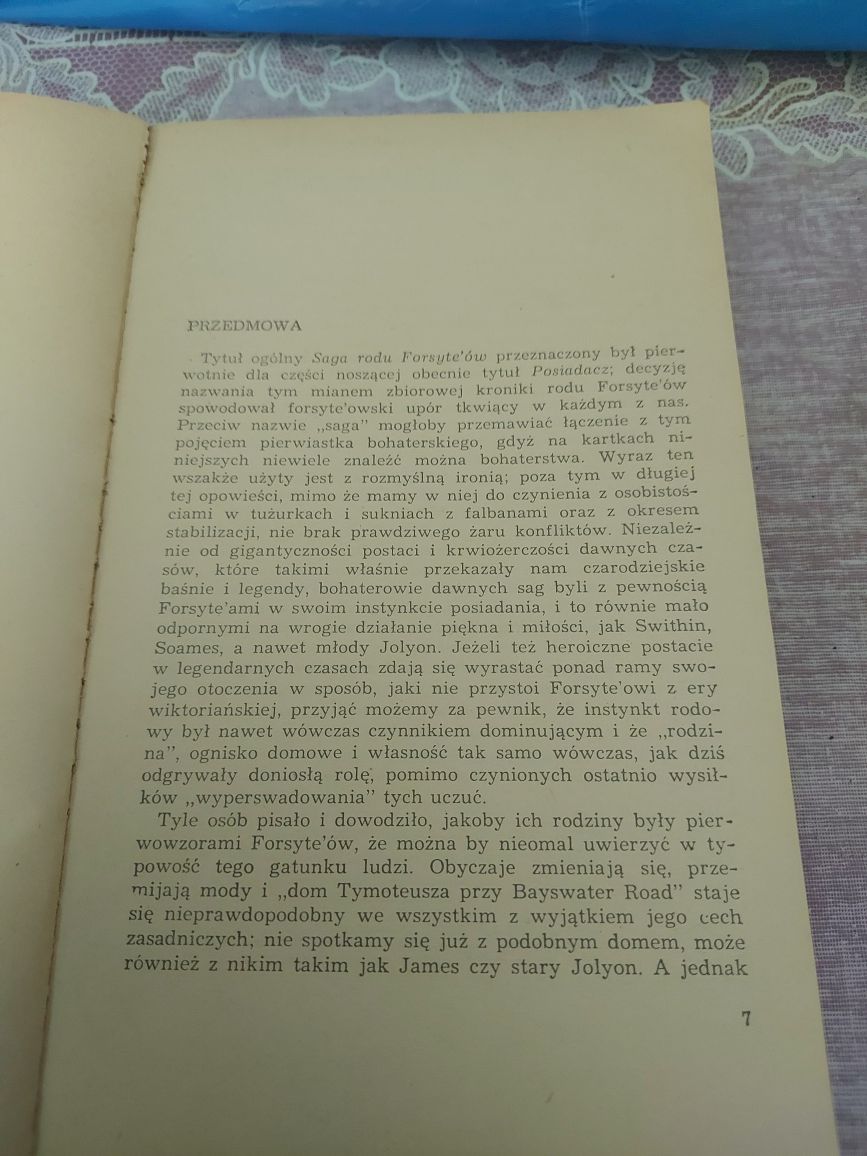 PRZEDMOWA
Tytuł ogólny Saga rodu Forsyte'ów przeznaczony był pier-
wotnie dla części noszącej obecnie tytuł Posiadacz; decyzję
nazwania tym mianem zbiorowej kroniki rodu Forsyte'ów
spowodował forsyte'owski upór tkwiący w każdym z nas.
Przeciw nazwie „saga” mogłoby przemawiać łączenie z tym
pojęciem pierwiastka bohaterskiego, gdyż na kartkach ni-
niejszych niewiele znaleźć można bohaterstwa. Wyraz ten
wszakże użyty jest z rozmyślną ironią; poza tym w długiej
tej opowieści, mimo że mamy w niej do czynienia z osobistoś-
ciami w tużurkach i sukniach z falbanami oraz z okresem
stabilizacji, nie brak prawdziwego żaru konfliktów. Niezależ-
nie od gigantyczności postaci i krwiożerczości dawnych cza-
sów, które takimi właśnie przekazały nam czarodziejskie
baśnie i legendy, bohaterowie dawnych sag byli z pewnością
Forsyte'ami w swoim instynkcie posiadania, i to równie mało
odpornymi na wrogie działanie piękna i miłości, jak Swithin,
Soames, a nawet młody Jolyon. Jeżeli też heroiczne postacie
w legendarnych czasach zdają się wyrastać ponad ramy swo-
jego otoczenia w sposób, jaki nie przystoi Forsyte'owi z ery
wiktoriańskiej, przyjąć możemy za pewnik, że instynkt rodo-
wy był nawet wówczas czynnikiem dominującym i że „rodzi-
na”, ognisko domowe i własność tak samo wówczas, jak dziś
odgrywały doniosłą rolę, pomimo czynionych ostatnio wysił-
ków „wyperswadowania” tych uczuć.
Tyle osób pisało i dowodziło, jakoby ich rodziny były pier-
wowzorami Forsyte'ów, że można by nieomal uwierzyć w ty-
powość tego gatunku ludzi. Obyczaje zmieniają się, prze-
mijają mody i „dom Tymoteusza przy Bayswater Road” staje
się nieprawdopodobny we wszystkim z wyjątkiem jego cech
zasadniczych; nie spotkamy się już z podobnym domem, może
również z nikim takim jak James czy stary Jolyon. A jednak
7